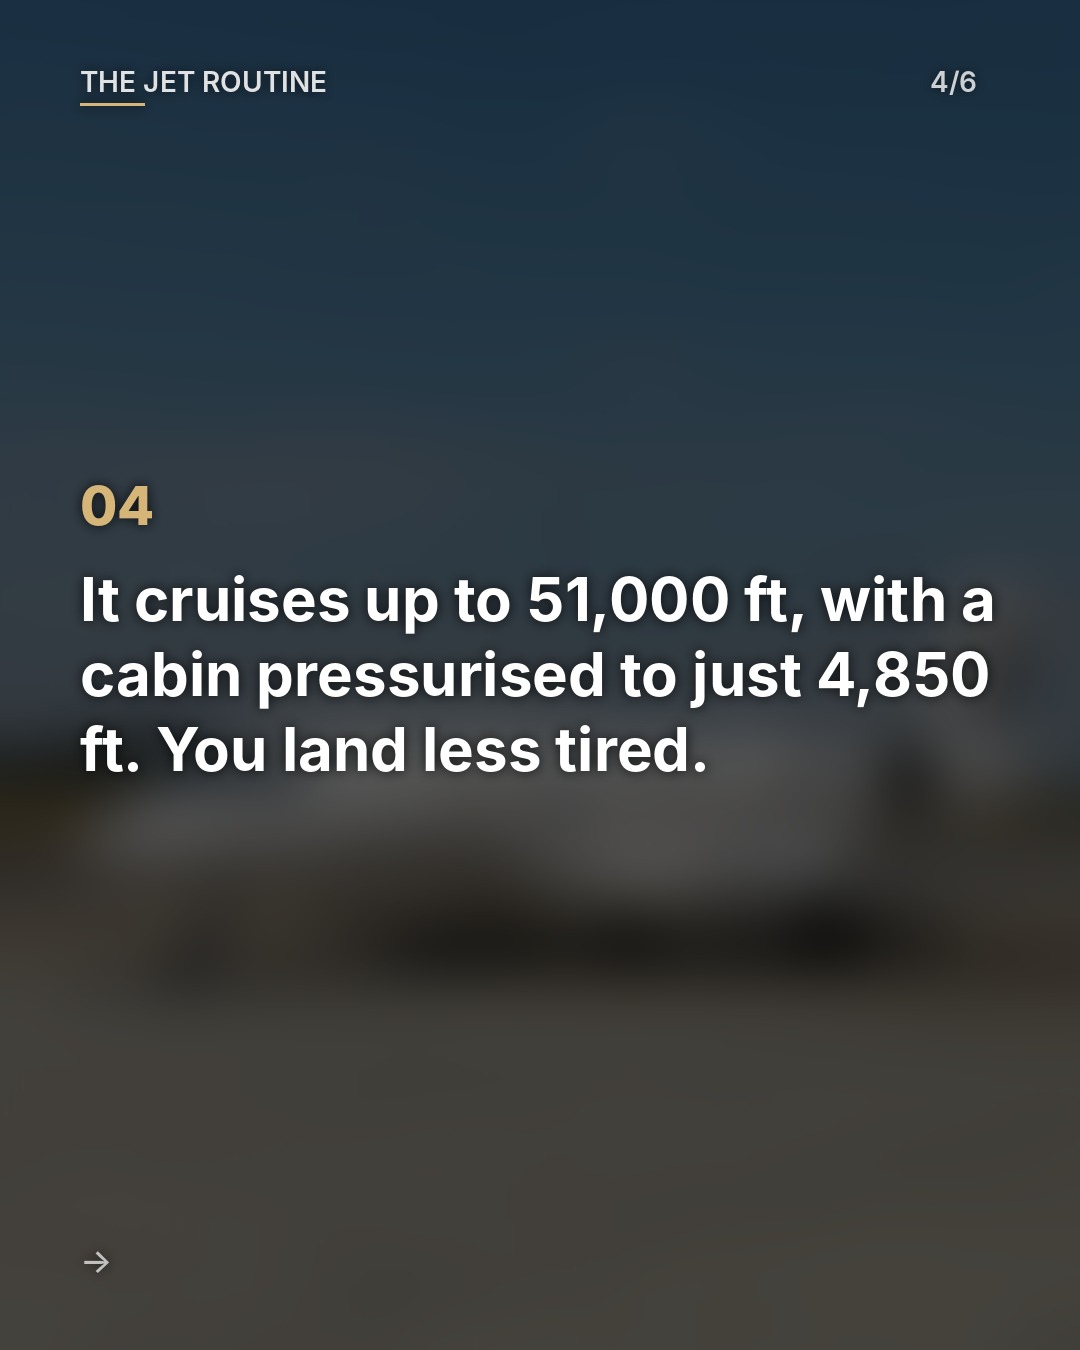 THE JET ROUTINE
4/6
04
It cruises up to 51,000 ft, with a
cabin pressurised to just 4,850
ft. You land less tired.
→